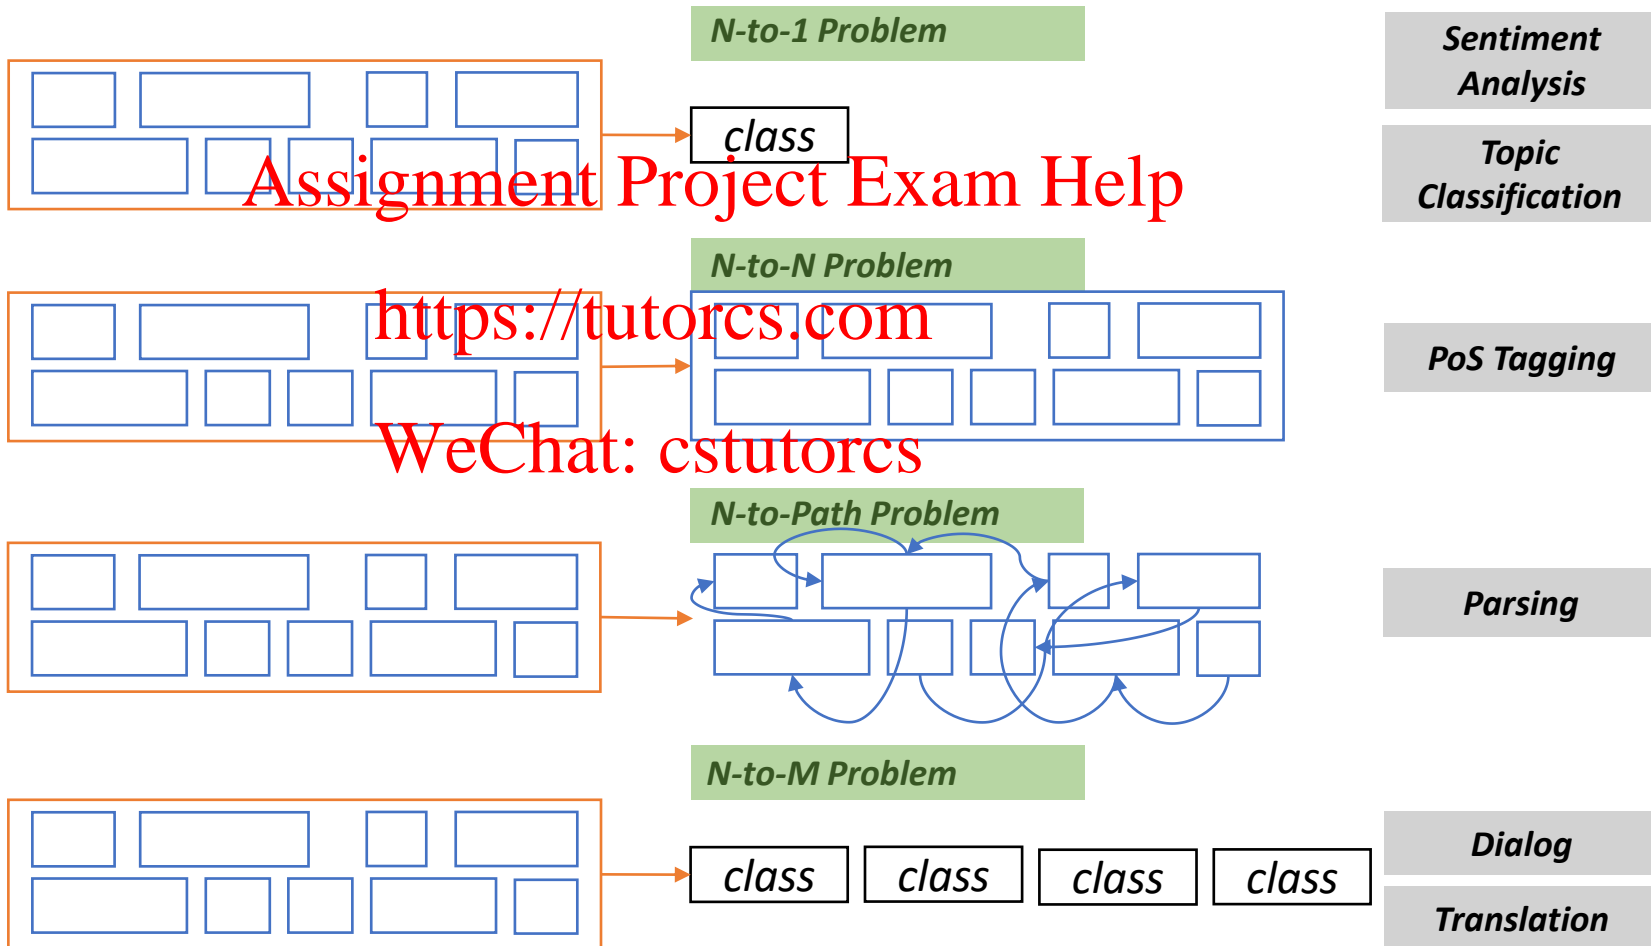 N-to-1 Problem
Sentiment
Analysis
class
Topic
Classification
Assignment Project Exam Help
N-to-N Problem
https://tutorcs.com
PoS Tagging
WeChat: cstutorcs
N-to-Path Problem
Parsing
N-to-M Problem
Dialog
class class class class
Translation